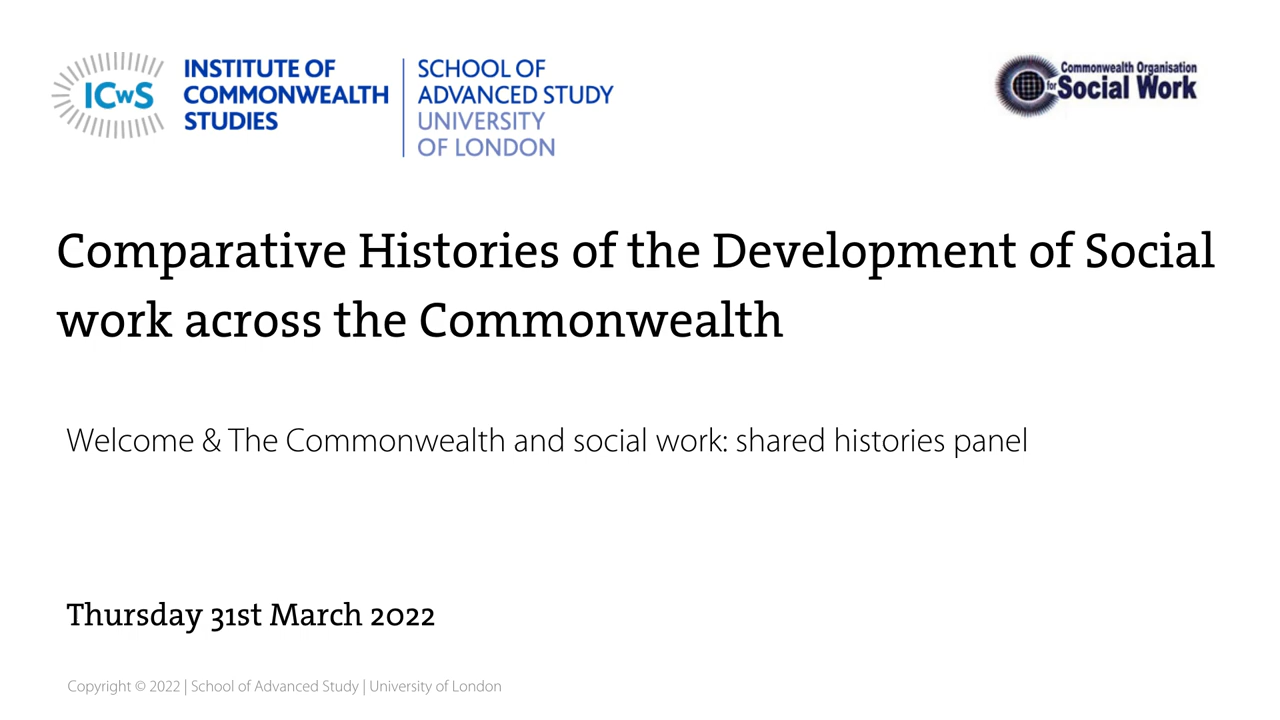 ICwS
INSTITUTE OF
COMMONWEALTH
STUDIES
SCHOOL OF
ADVANCED STUDY
UNIVERSITY
OF LONDON
Commonwealth Organisation
for Social Work
Comparative Histories of the Development of Social
work across the Commonwealth
Welcome & The Commonwealth and social work: shared histories panel
Thursday 31st March 2022
Copyright © 2022 | School of Advanced Study | University of London